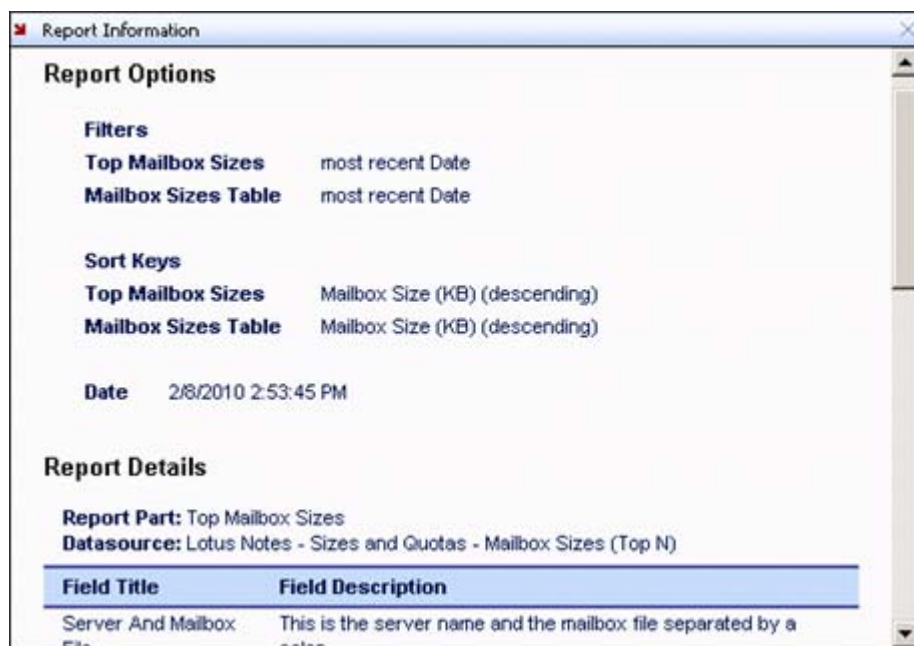 Report Information
Report Options
Filters
Top Mailbox Sizes most recent Date
Mailbox Sizes Table most recent Date
Sort Keys
Top Mailbox Sizes Mailbox Size (KB) (descending)
Mailbox Sizes Table Mailbox Size (KB) (descending)
Date 2/8/2010 2:53:45 PM
Report Details
Report Part: Top Mailbox Sizes
Datasource: Lotus Notes - Sizes and Quotas - Mailbox Sizes (Top N)
Field Title Field Description
Server And Mailbox This is the server name and the mailbox file separated by a